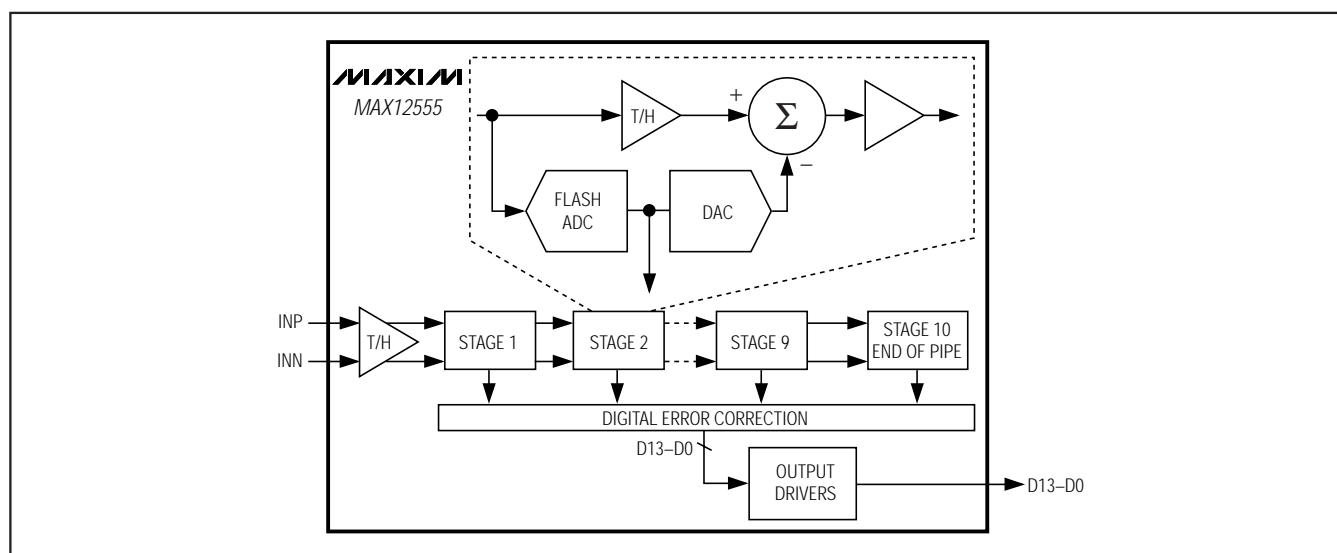 MAXIM
MAX12555
T/H
+
Σ
−
FLASH
ADC
DAC
INP
INN
T/H
STAGE 1
STAGE 2
STAGE 9
STAGE 10
END OF PIPE
DIGITAL ERROR CORRECTION
D13–D0
OUTPUT
DRIVERS
D13–D0